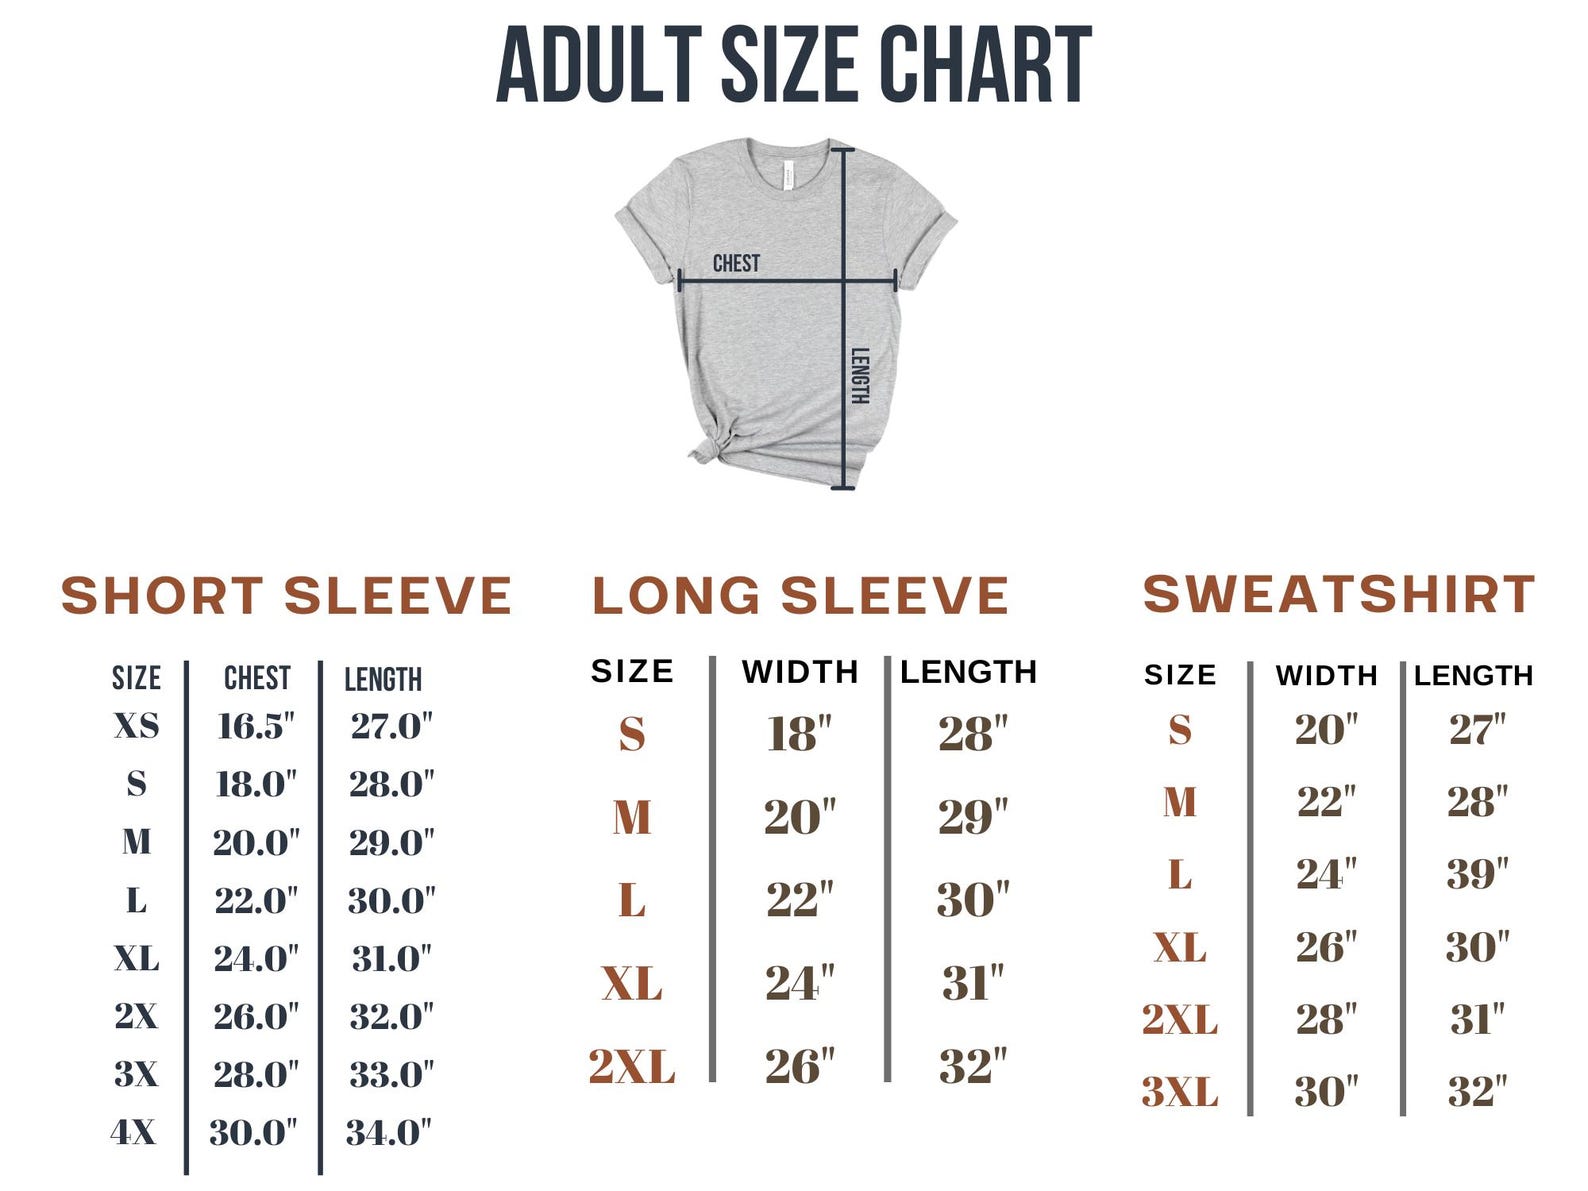 ADULT SIZE CHART
CHEST
LENGTH
SHORT SLEEVE
SIZE CHEST LENGTH
XS 16.5" 27.0"
S 18.0" 28.0"
M 20.0" 29.0"
L 22.0" 30.0"
XL 24.0" 31.0"
2X 26.0" 32.0"
3X 28.0" 33.0"
4X 30.0" 34.0"
LONG SLEEVE
SIZE WIDTH LENGTH
S 18" 28"
M 20" 29"
L 22" 30"
XL 24" 31"
2XL 26" 32"
SWEATSHIRT
SIZE WIDTH LENGTH
S 20" 27"
M 22" 28"
L 24" 39"
XL 26" 30"
2XL 28" 31"
3XL 30" 32"